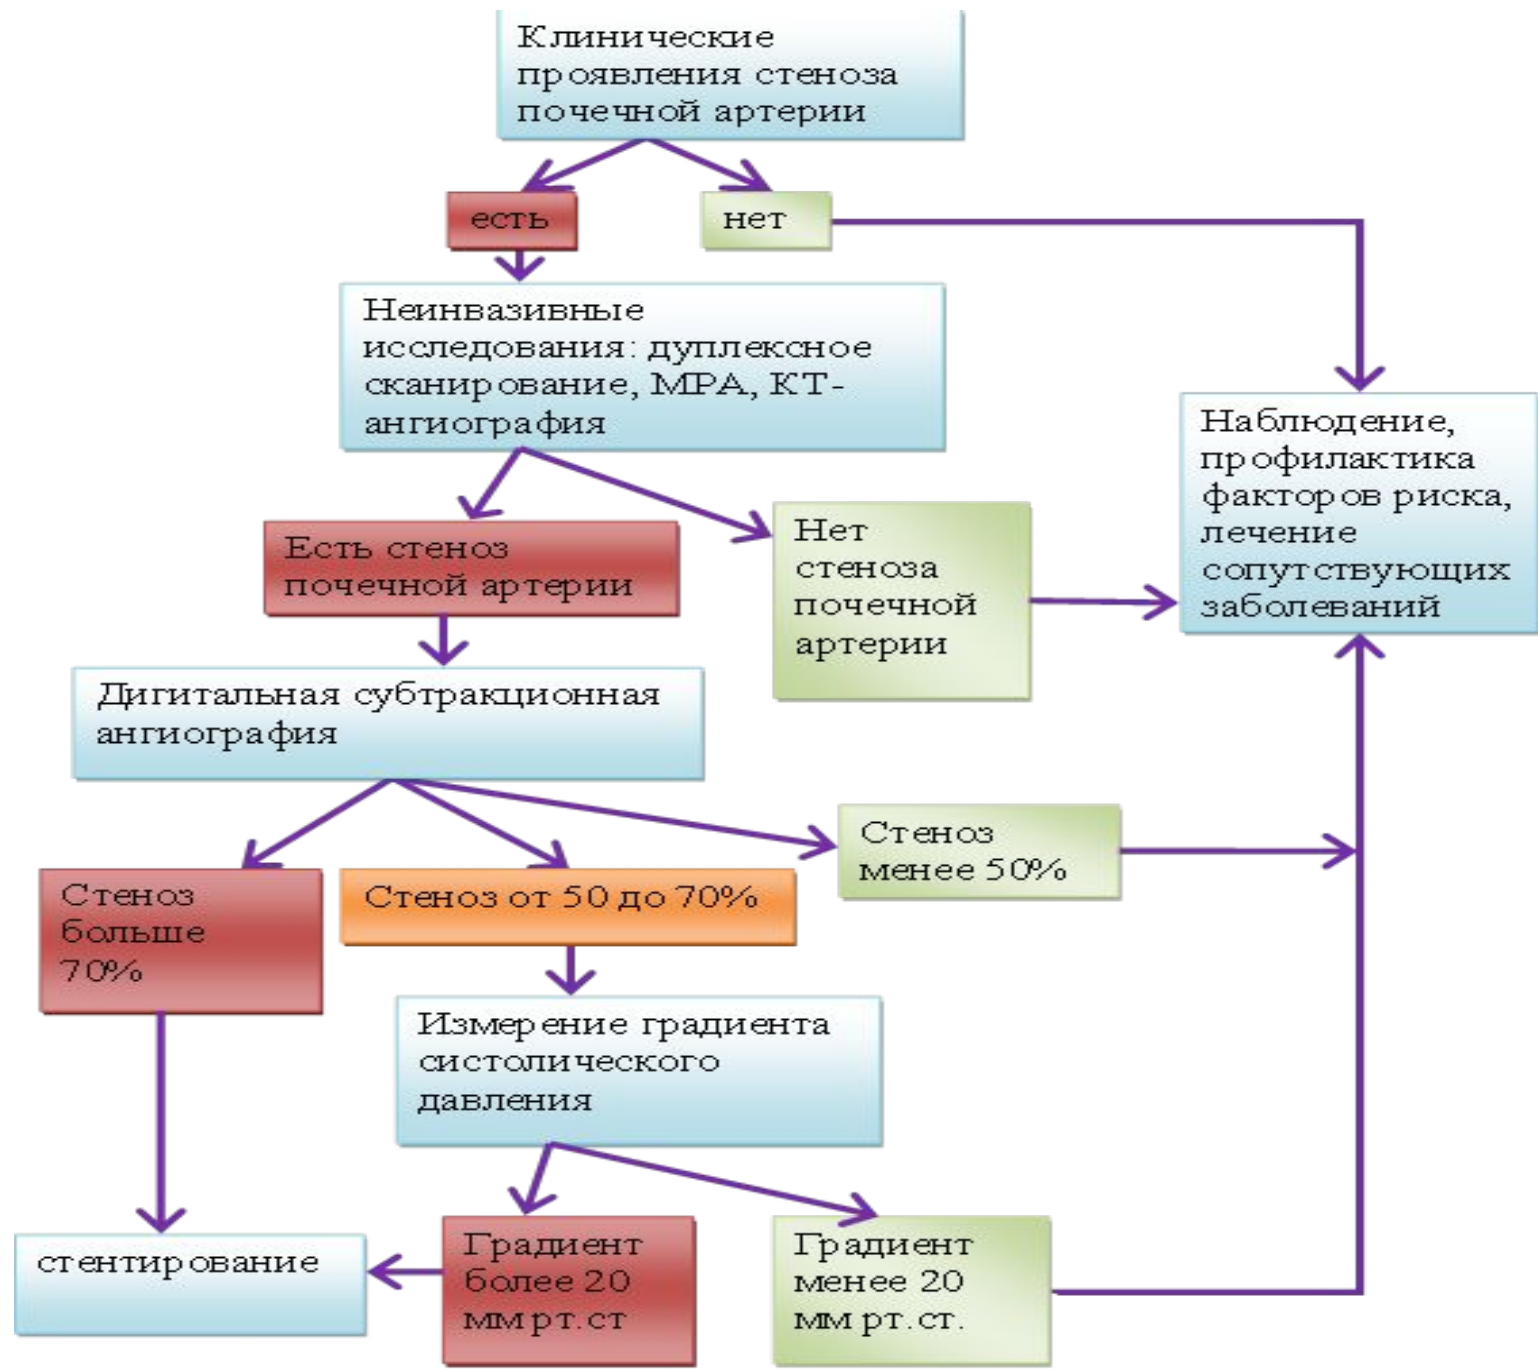 Клинические
проявления стеноза
почечной артерии
есть
нет
Неинвазивные
исследования: дуплексное
сканирование, МРА, КТ-
ангиография
Наблюдение,
профилактика
факторов риска,
лечение
сопутствующих
заболеваний
Есть стеноз
почечной артерии
Нет
стеноза
почечной
артерии
Дигитальная субтракционная
ангиография
Стеноз
менее 50%
Стеноз
больше
70%
Стеноз от 50 до 70%
Измерение градиента
систолического
давления
стентирование
Градиент
более 20
мм рт.ст
Градиент
менее 20
мм рт.ст.